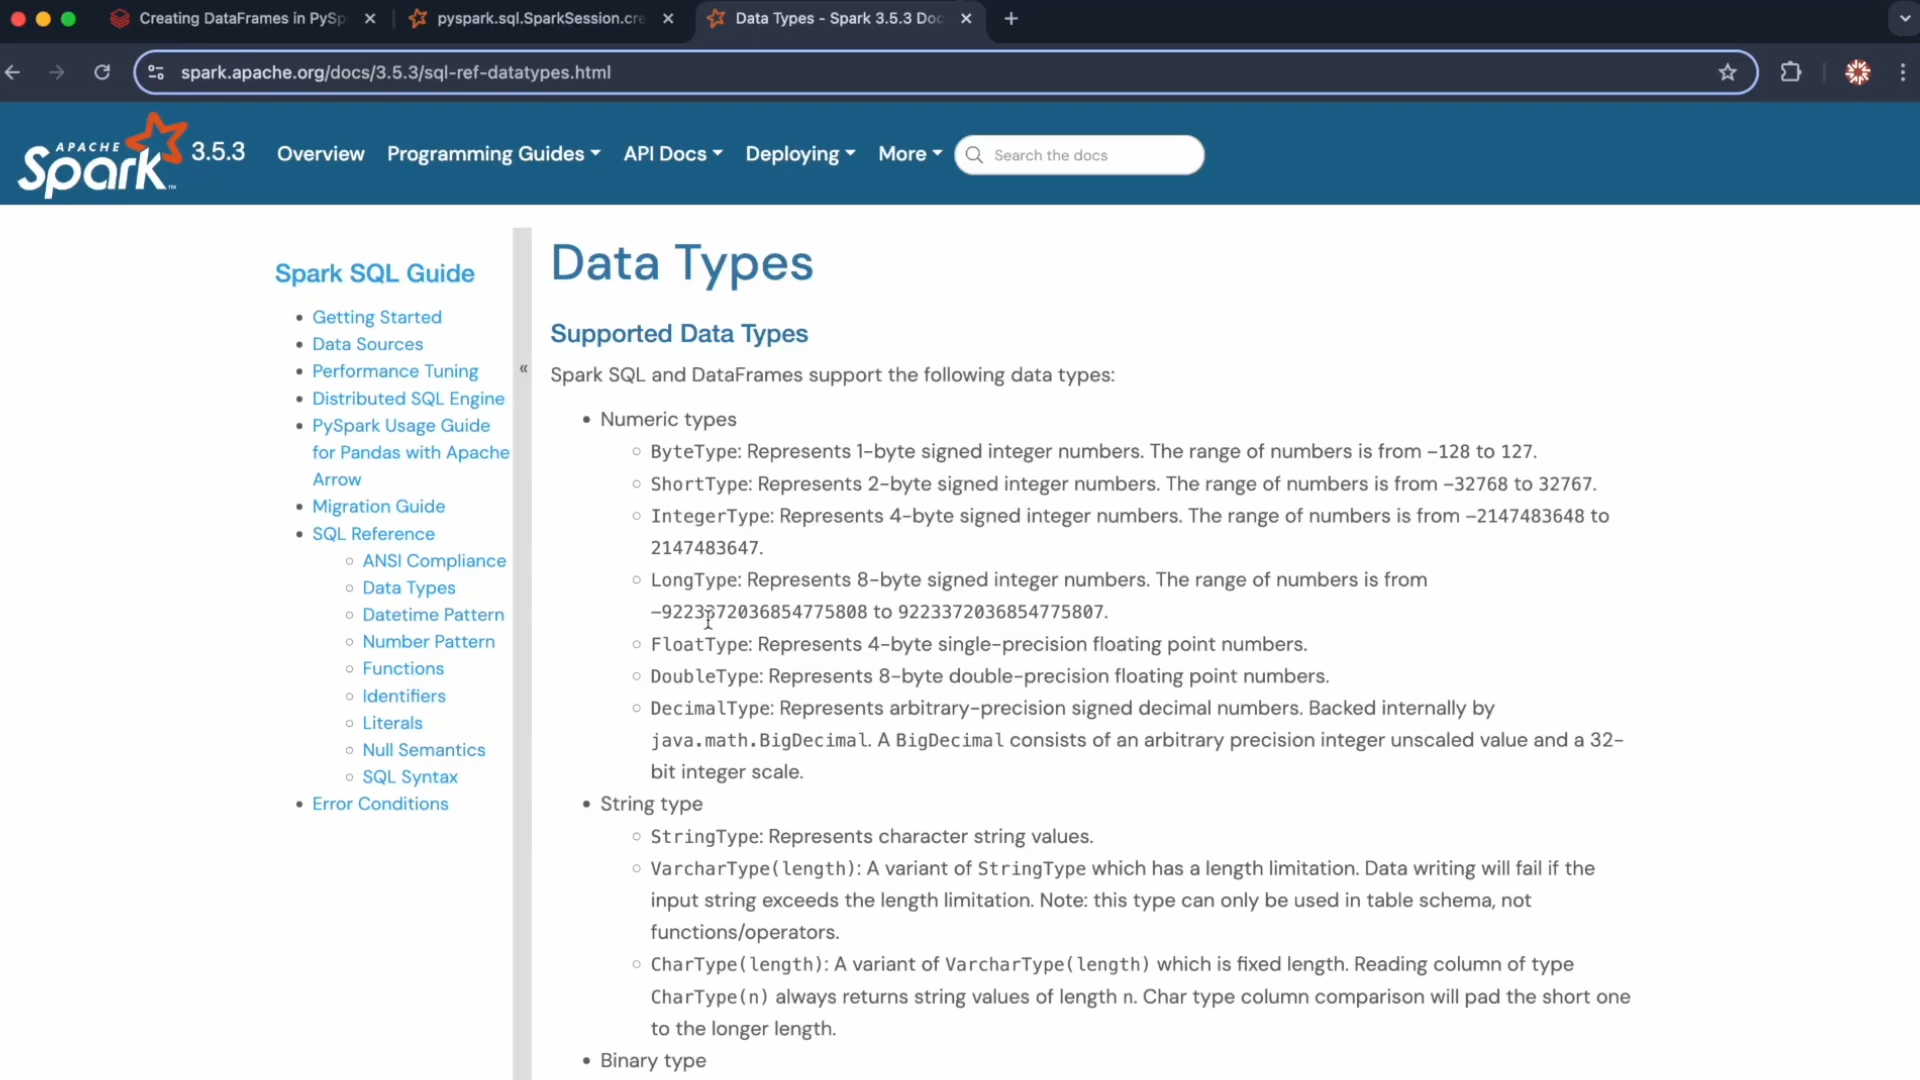 Creating DataFrames in PySp
pyspark.sql.SparkSession.cre
Data Types - Spark 3.5.3 Doc
spark.apache.org/docs/3.5.3/sql-ref-datatypes.html
APACHE
Spark™ 3.5.3
Overview
Programming Guides
API Docs
Deploying
More
Search the docs
Spark SQL Guide
• Getting Started
• Data Sources
• Performance Tuning
• Distributed SQL Engine
• PySpark Usage Guide
for Pandas with Apache
Arrow
• Migration Guide
• SQL Reference
◦ ANSI Compliance
◦ Data Types
◦ Datetime Pattern
◦ Number Pattern
◦ Functions
◦ Identifiers
◦ Literals
◦ Null Semantics
◦ SQL Syntax
• Error Conditions
«
Data Types
Supported Data Types
Spark SQL and DataFrames support the following data types:
• Numeric types
◦ ByteType: Represents 1-byte signed integer numbers. The range of numbers is from -128 to 127.
◦ ShortType: Represents 2-byte signed integer numbers. The range of numbers is from -32768 to 32767.
◦ IntegerType: Represents 4-byte signed integer numbers. The range of numbers is from -2147483648 to
2147483647.
◦ LongType: Represents 8-byte signed integer numbers. The range of numbers is from
-9223372036854775808 to 9223372036854775807.
◦ FloatType: Represents 4-byte single-precision floating point numbers.
◦ DoubleType: Represents 8-byte double-precision floating point numbers.
◦ DecimalType: Represents arbitrary-precision signed decimal numbers. Backed internally by
java.math.BigDecimal. A BigDecimal consists of an arbitrary precision integer unscaled value and a 32-
bit integer scale.
• String type
◦ StringType: Represents character string values.
◦ VarcharType(length): A variant of StringType which has a length limitation. Data writing will fail if the
input string exceeds the length limitation. Note: this type can only be used in table schema, not
functions/operators.
◦ CharType(length): A variant of VarcharType(length) which is fixed length. Reading column of type
CharType(n) always returns string values of length n. Char type column comparison will pad the short one
to the longer length.
• Binary type